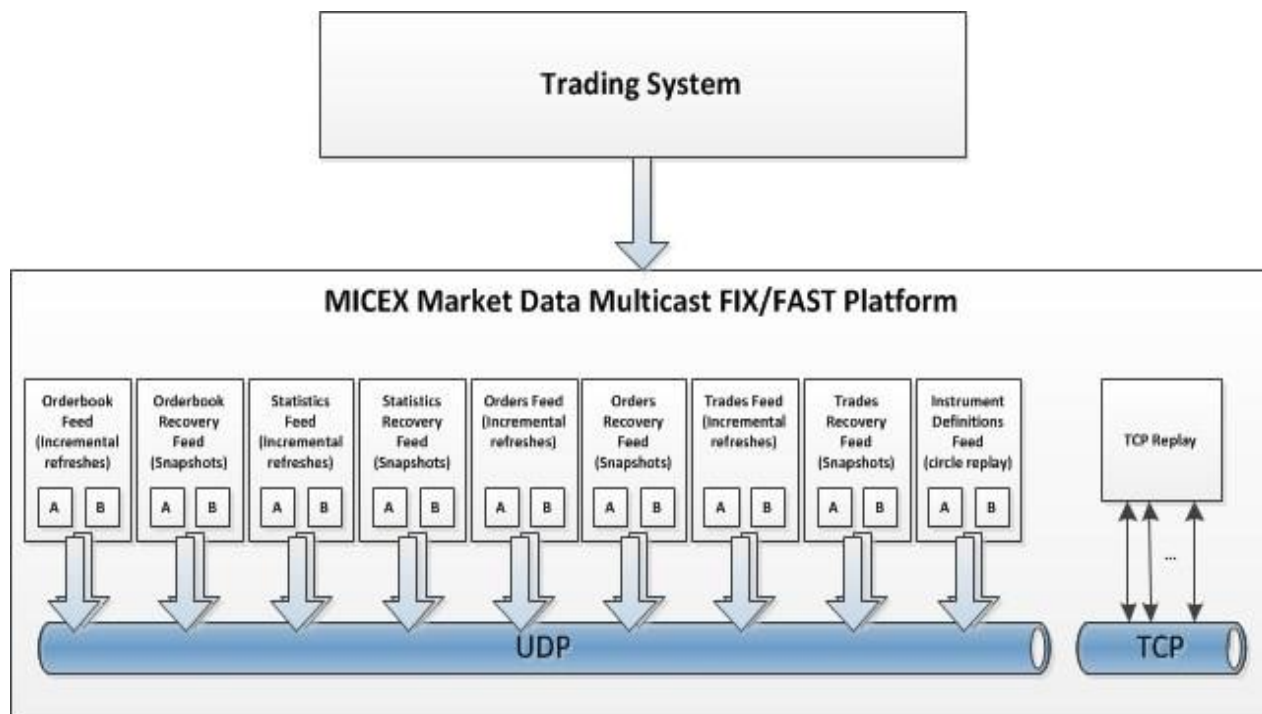 Trading System
MICEX Market Data Multicast FIX/FAST Platform
Orderbook
Feed
(Incremental
refreshes)
A B
Orderbook
Recovery
Feed
(Snapshots)
A B
Statistics
Feed
(Incremental
refreshes)
A B
Statistics
Recovery
Feed
(Snapshots)
A B
Orders Feed
(Incremental
refreshes)
A B
Orders
Recovery
Feed
(Snapshots)
A B
Trades Feed
(Incremental
refreshes)
A B
Trades
Recovery
Feed
(Snapshots)
A B
Instrument
Definitions
Feed
(circle replay)
A B
TCP Replay
...
UDP
TCP